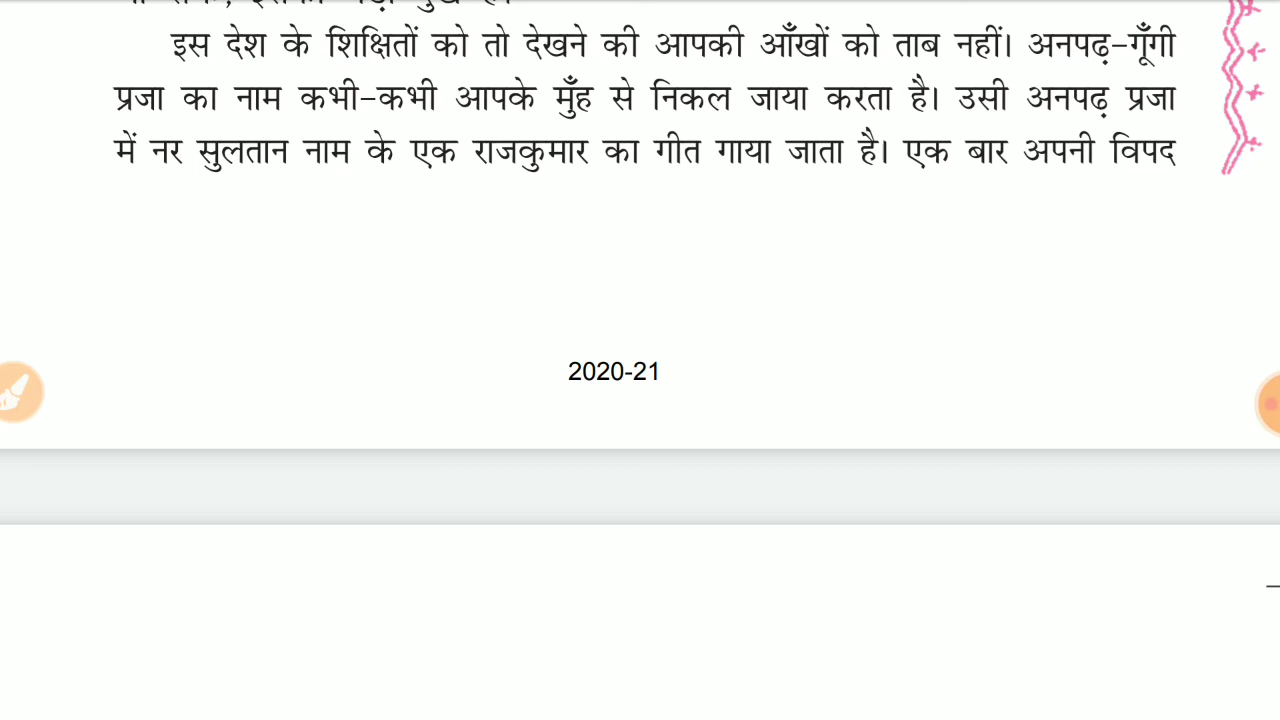 इस देश के शिक्षितों को तो देखने की आपकी आँखों को ताब नहीं। अनपढ़-गूँगी
प्रजा का नाम कभी-कभी आपके मुँह से निकल जाया करता है। उसी अनपढ़ प्रजा
में नर सुलतान नाम के एक राजकुमार का गीत गाया जाता है। एक बार अपनी विपद
2020-21